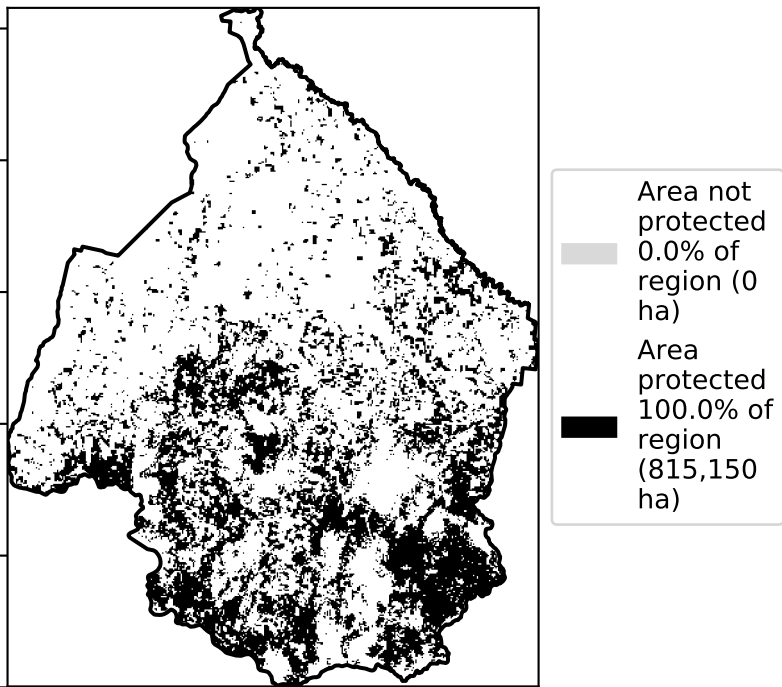 Area not
protected
0.0% of
region (0
ha)
Area
protected
100.0% of
region
(815,150
ha)